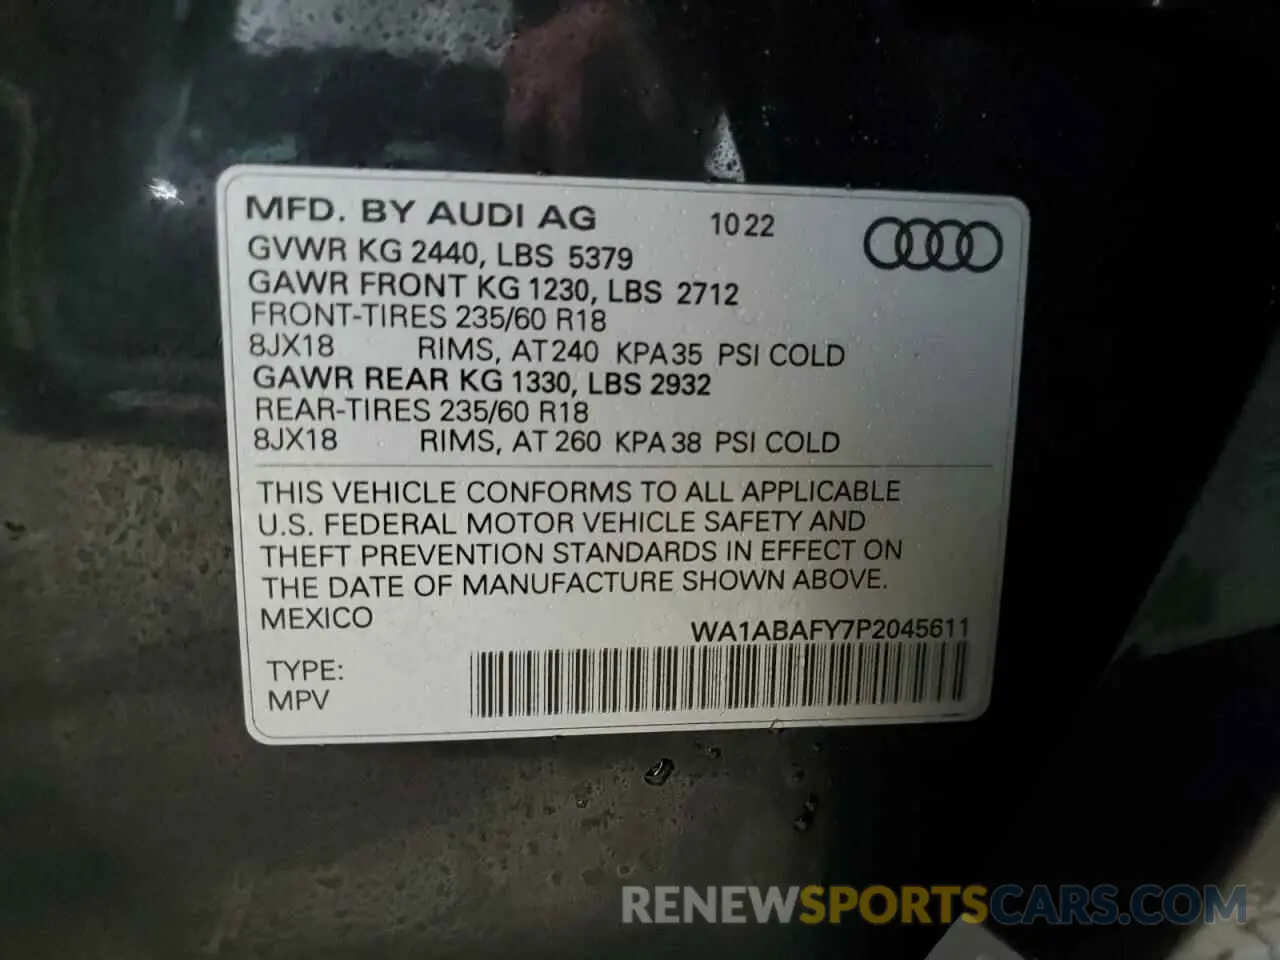 MFD. BY AUDI AG 1022
GVWR KG 2440, LBS 5379
GAWR FRONT KG 1230, LBS 2712
FRONT-TIRES 235/60 R18
8JX18 RIMS, AT 240 KPA 35 PSI COLD
GAWR REAR KG 1330, LBS 2932
REAR-TIRES 235/60 R18
8JX18 RIMS, AT 260 KPA 38 PSI COLD
THIS VEHICLE CONFORMS TO ALL APPLICABLE
U.S. FEDERAL MOTOR VEHICLE SAFETY AND
THEFT PREVENTION STANDARDS IN EFFECT ON
THE DATE OF MANUFACTURE SHOWN ABOVE.
MEXICO
WA1ABAFY7P2045611
TYPE:
MPV
RENEWSPORTSCARS.COM